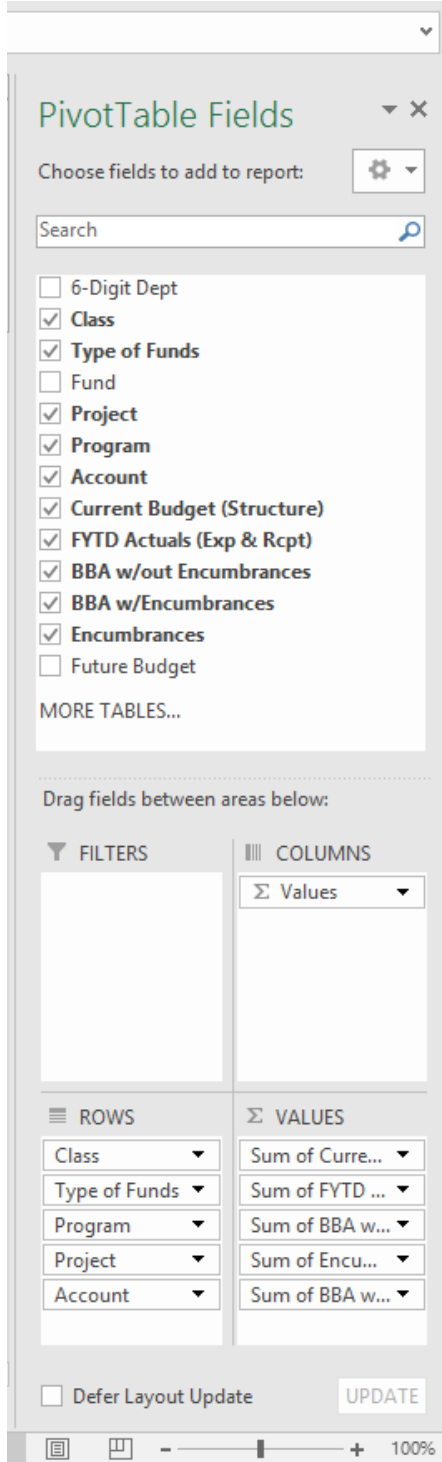 PivotTable Fields
Choose fields to add to report:
Search
6-Digit Dept
Class
Type of Funds
Fund
Project
Program
Account
Current Budget (Structure)
FYTD Actuals (Exp & Rcpt)
BBA w/out Encumbrances
BBA w/Encumbrances
Encumbrances
Future Budget
MORE TABLES...
Drag fields between areas below:
FILTERS
COLUMNS
Σ Values
ROWS
Class
Type of Funds
Program
Project
Account
Σ VALUES
Sum of Curre...
Sum of FYTD ...
Sum of BBA w...
Sum of Encu...
Sum of BBA w...
Defer Layout Update
UPDATE
- + 100%